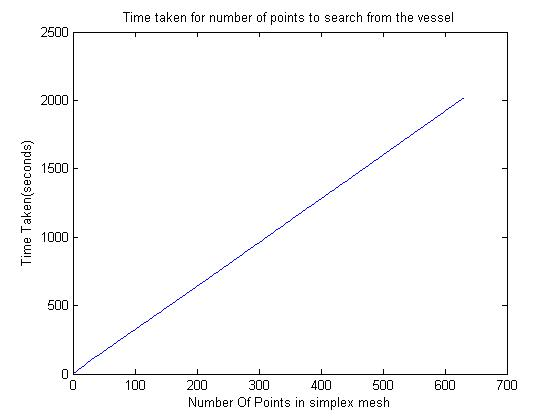 Time taken for number of points to search from the vessel
2500
2000
1500
1000
500
0
Time Taken(seconds)
0 100 200 300 400 500 600 700
Number Of Points in simplex mesh